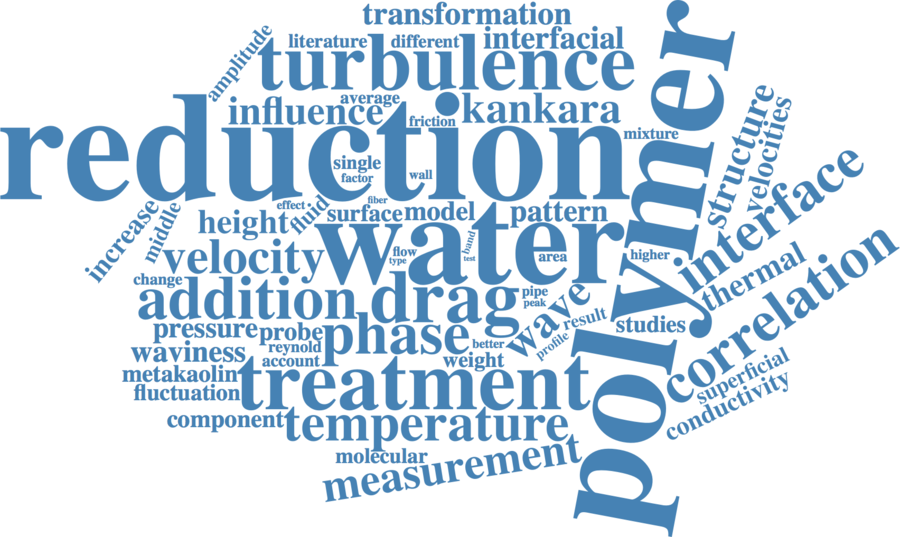 transformation
literature
different
interfacial
amplitude
turbulence
polymer
average
influence
kankara
friction
mixture
structure
velocities
reduction
single
factor
wall
interface
increase
middle
effect
fiber
height
fluid
surface
model
pattern
water
velocity
flow
type
band
test
area
higher
thermal
correlation
change
addition
drag
pipe
peak
wave
result
studies
pressure
probe
phase
reynold
better
profile
waviness
account
weight
metakaolin
treatment
superficial
conductivity
fluctuation
component
temperature
molecular
measurement